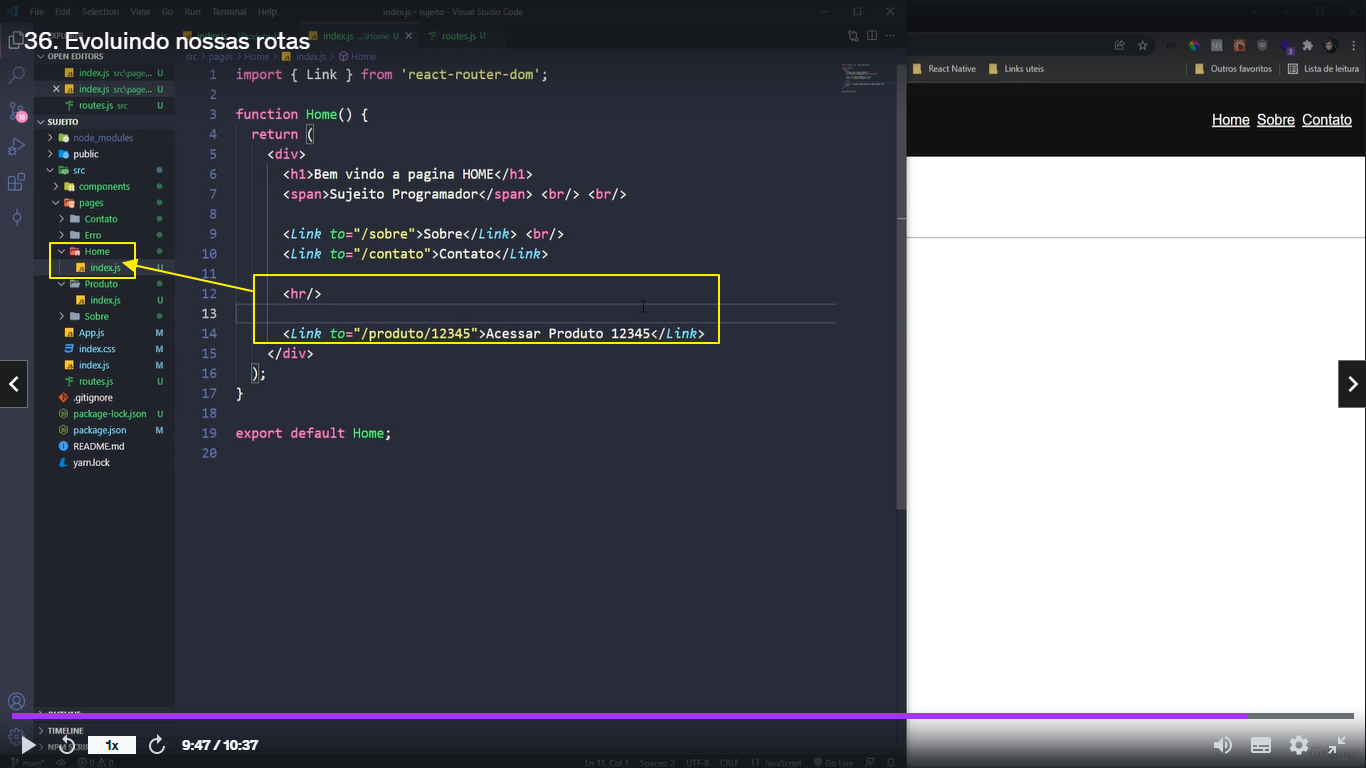 File Edit Selection View Go Run Terminal Help
index.js - sujeito - Visual Studio Code
36. Evoluindo nossas rotas
index.js ...\Home U
routes.js U
src > pages > Home > index.js > Home
React Native
Links uteis
Outros favoritos
Lista de leitura
Home Sobre Contato
OPEN EDITORS
index.js src\page... U
index.js src\page... U
routes.js src U
SUJEITO
node_modules
public
src
components
pages
Contato
Erro
Home
index.js U
Produto
index.js U
Sobre
App.js M
index.css M
index.js M
routes.js U
.gitignore
package-lock.json U
package.json M
README.md
yarn.lock
OUTLINE
TIMELINE
NPM SCRI
1 import { Link } from 'react-router-dom';
2
3 function Home() {
4 return (
5 <div>
6 <h1>Bem vindo a pagina HOME</h1>
7 <span>Sujeito Programador</span> <br/> <br/>
8
9 <Link to="/sobre">Sobre</Link> <br/>
10 <Link to="/contato">Contato</Link>
11
12 <hr/>
13
14 <Link to="/produto/12345">Acessar Produto 12345</Link>
15 </div>
16 );
17 }
18
19 export default Home;
20
1x
9:47 / 10:37
main*
0 0
Ln 13, Col 1 Spaces: 2 UTF-8 CRLF {} JavaScript Go Live